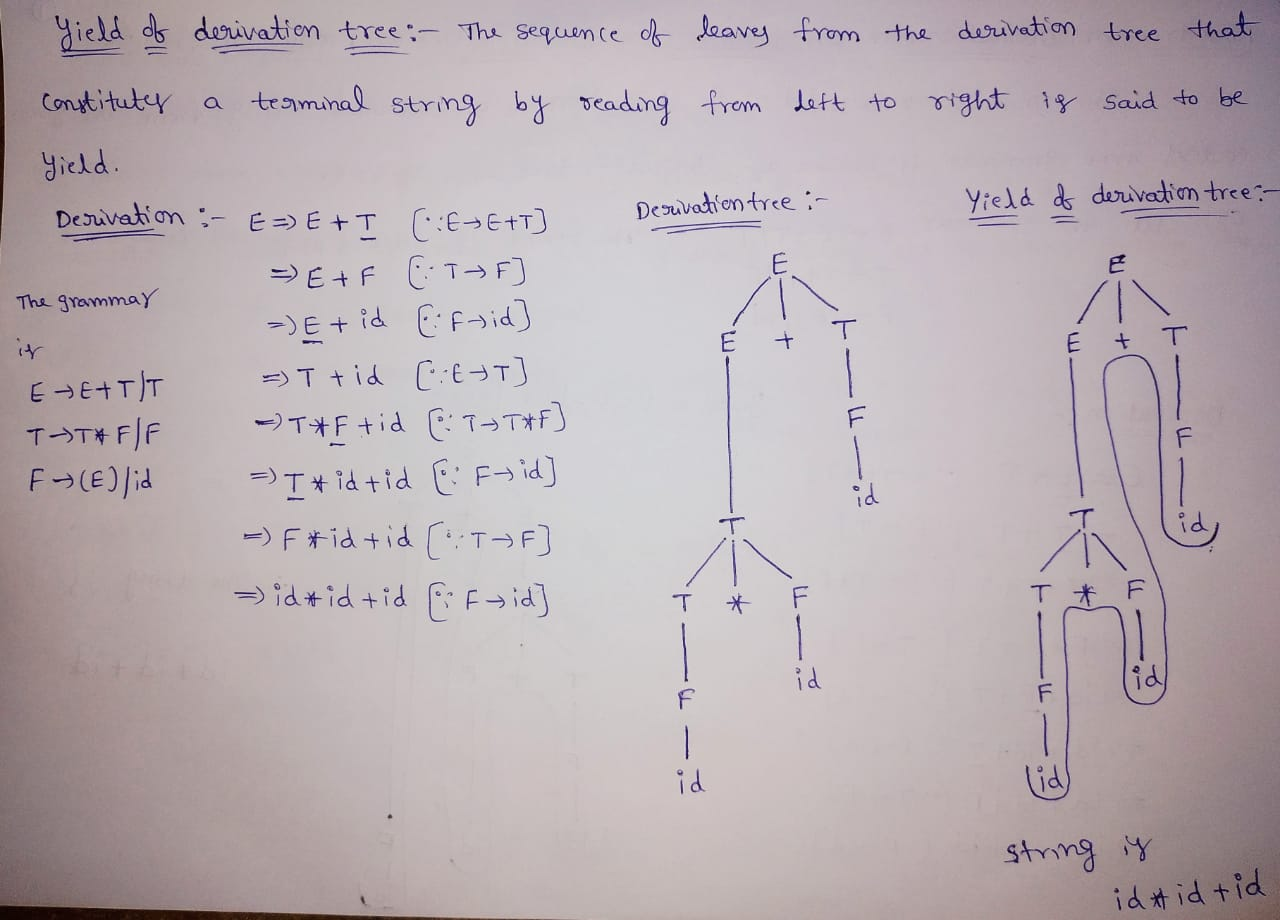 Yield of derivation tree :- The sequence of leaves from the derivation tree that
constitutes a terminal string by reading from left to right is said to be
Yield.
Derivation :- E ⇒ E + T [∵ E → E+T]
⇒ E + F [∵ T → F]
⇒ E + id [∵ F → id]
⇒ T + id [∵ E → T]
⇒ T * F + id [∵ T → T*F]
⇒ T * id + id [∵ F → id]
⇒ F * id + id [∵ T → F]
⇒ id * id + id [∵ F → id]
The grammar
is
E → E+T/T
T → T* F/F
F → (E)/id
Derivation tree :-
E
E + T
F
id
T
T * F
id
F
id
Yield of derivation tree :-
E
E + T
F
id
T
T * F
id
F
id
string is
id * id + id